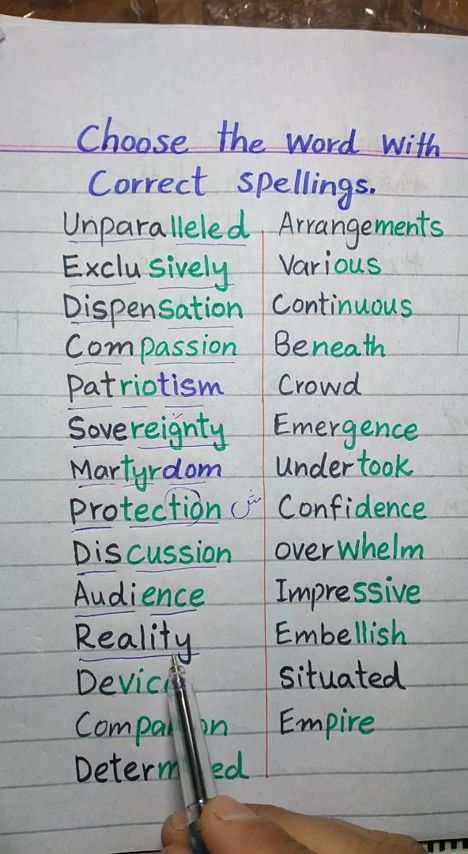 Choose the word with
Correct spellings.
Unparalleled
Exclusively
Dispensation
Compassion
Patriotism
Sovereignty
Martyrdom
Protection ش
Discussion
Audience
Reality
Arrangements
Various
Continuous
Beneath
Crowd
Emergence
Undertook
Confidence
overwhelm
Impressive
Embellish
Situated
Empire